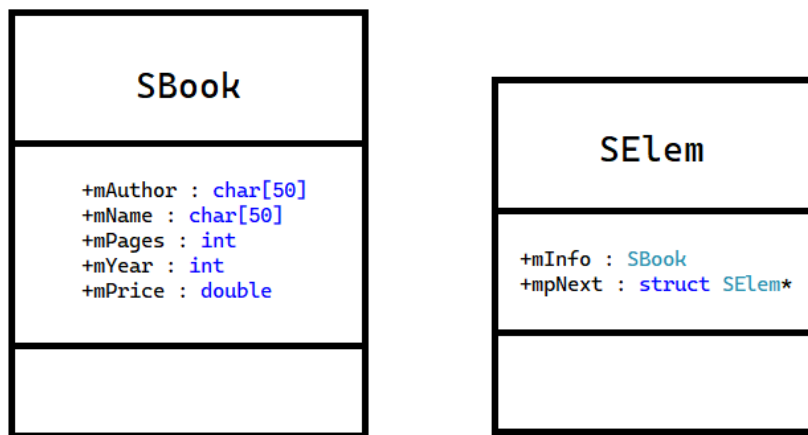 SBook
+mAuthor : char[50]
+mName : char[50]
+mPages : int
+mYear : int
+mPrice : double
SElem
+mInfo : SBook
+mpNext : struct SElem*